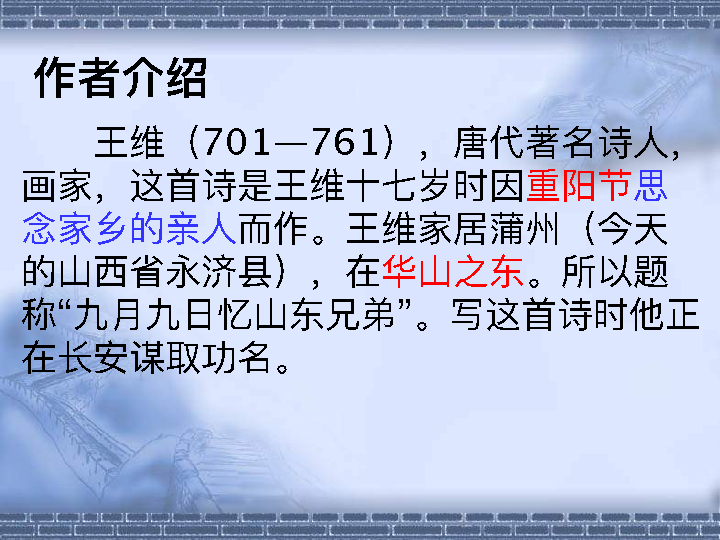 作者介绍
王维（701—761），唐代著名诗人，
画家，这首诗是王维十七岁时因重阳节思
念家乡的亲人而作。王维家居蒲州（今天
的山西省永济县），在华山之东。所以题
称“九月九日忆山东兄弟”。写这首诗时他正
在长安谋取功名。